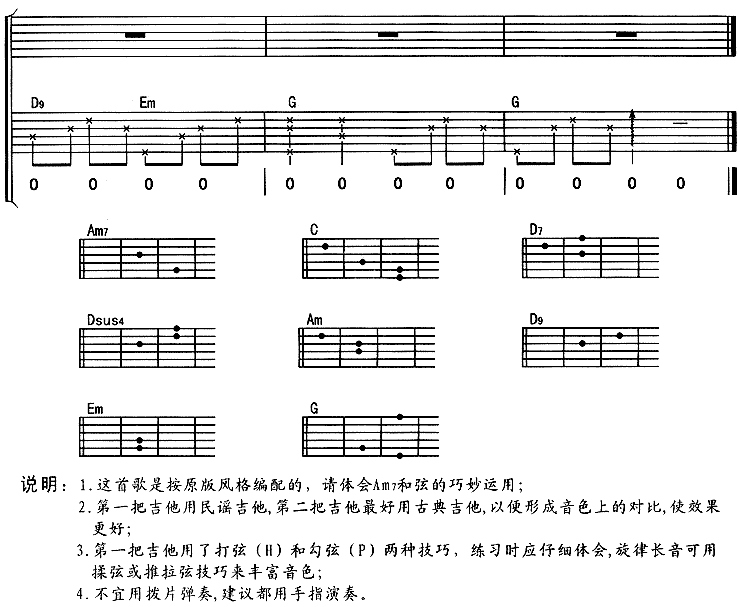 D9 Em G G
0 0 0 0 | 0 0 0 0 | 0 0 0 0
Am7 C D7
Dsus4 Am D9
Em G
说明：1.这首歌是按原版风格编配的，请体会Am7和弦的巧妙运用；
2.第一把吉他用民谣吉他,第二把吉他最好用古典吉他,以便形成音色上的对比,使效果
更好；
3.第一把吉他用了打弦（H）和勾弦（P）两种技巧，练习时应仔细体会,旋律长音可用
揉弦或推拉弦技巧来丰富音色；
4.不宜用拨片弹奏,建议都用手指演奏。